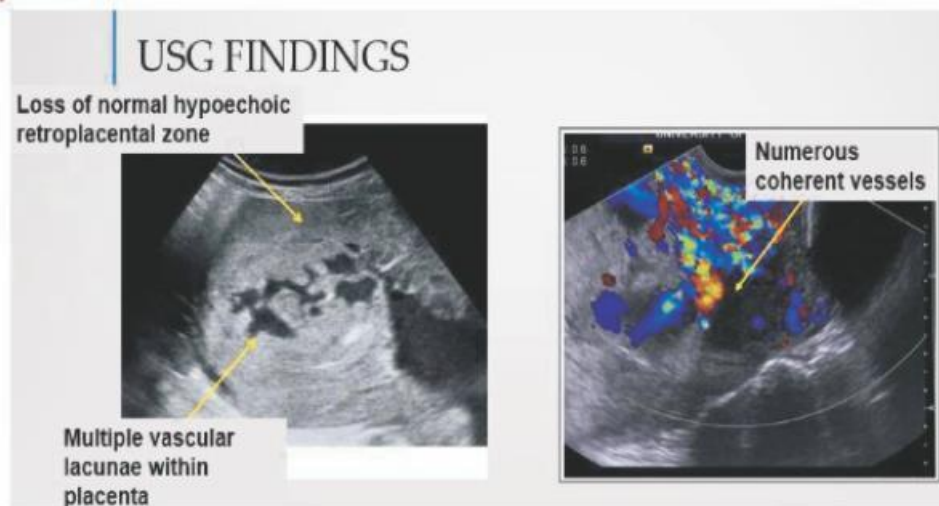 USG FINDINGS
Loss of normal hypoechoic
retroplacental zone
Numerous
coherent vessels
Multiple vascular
lacunae within
placenta